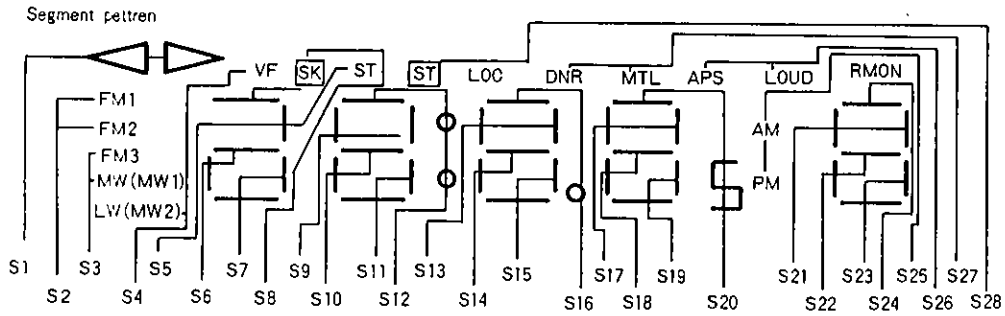 Segment pettren
VF SK ST ST LOC DNR MTL APS LOUD RMON
FM1
FM2
FM3
MW(MW1)
LW(MW2)
AM
PM
S1 S3 S5 S7 S9 S11 S13 S15 S17 S19 S21 S23 S25 S27
S2 S4 S6 S8 S10 S12 S14 S16 S18 S20 S22 S24 S26 S28